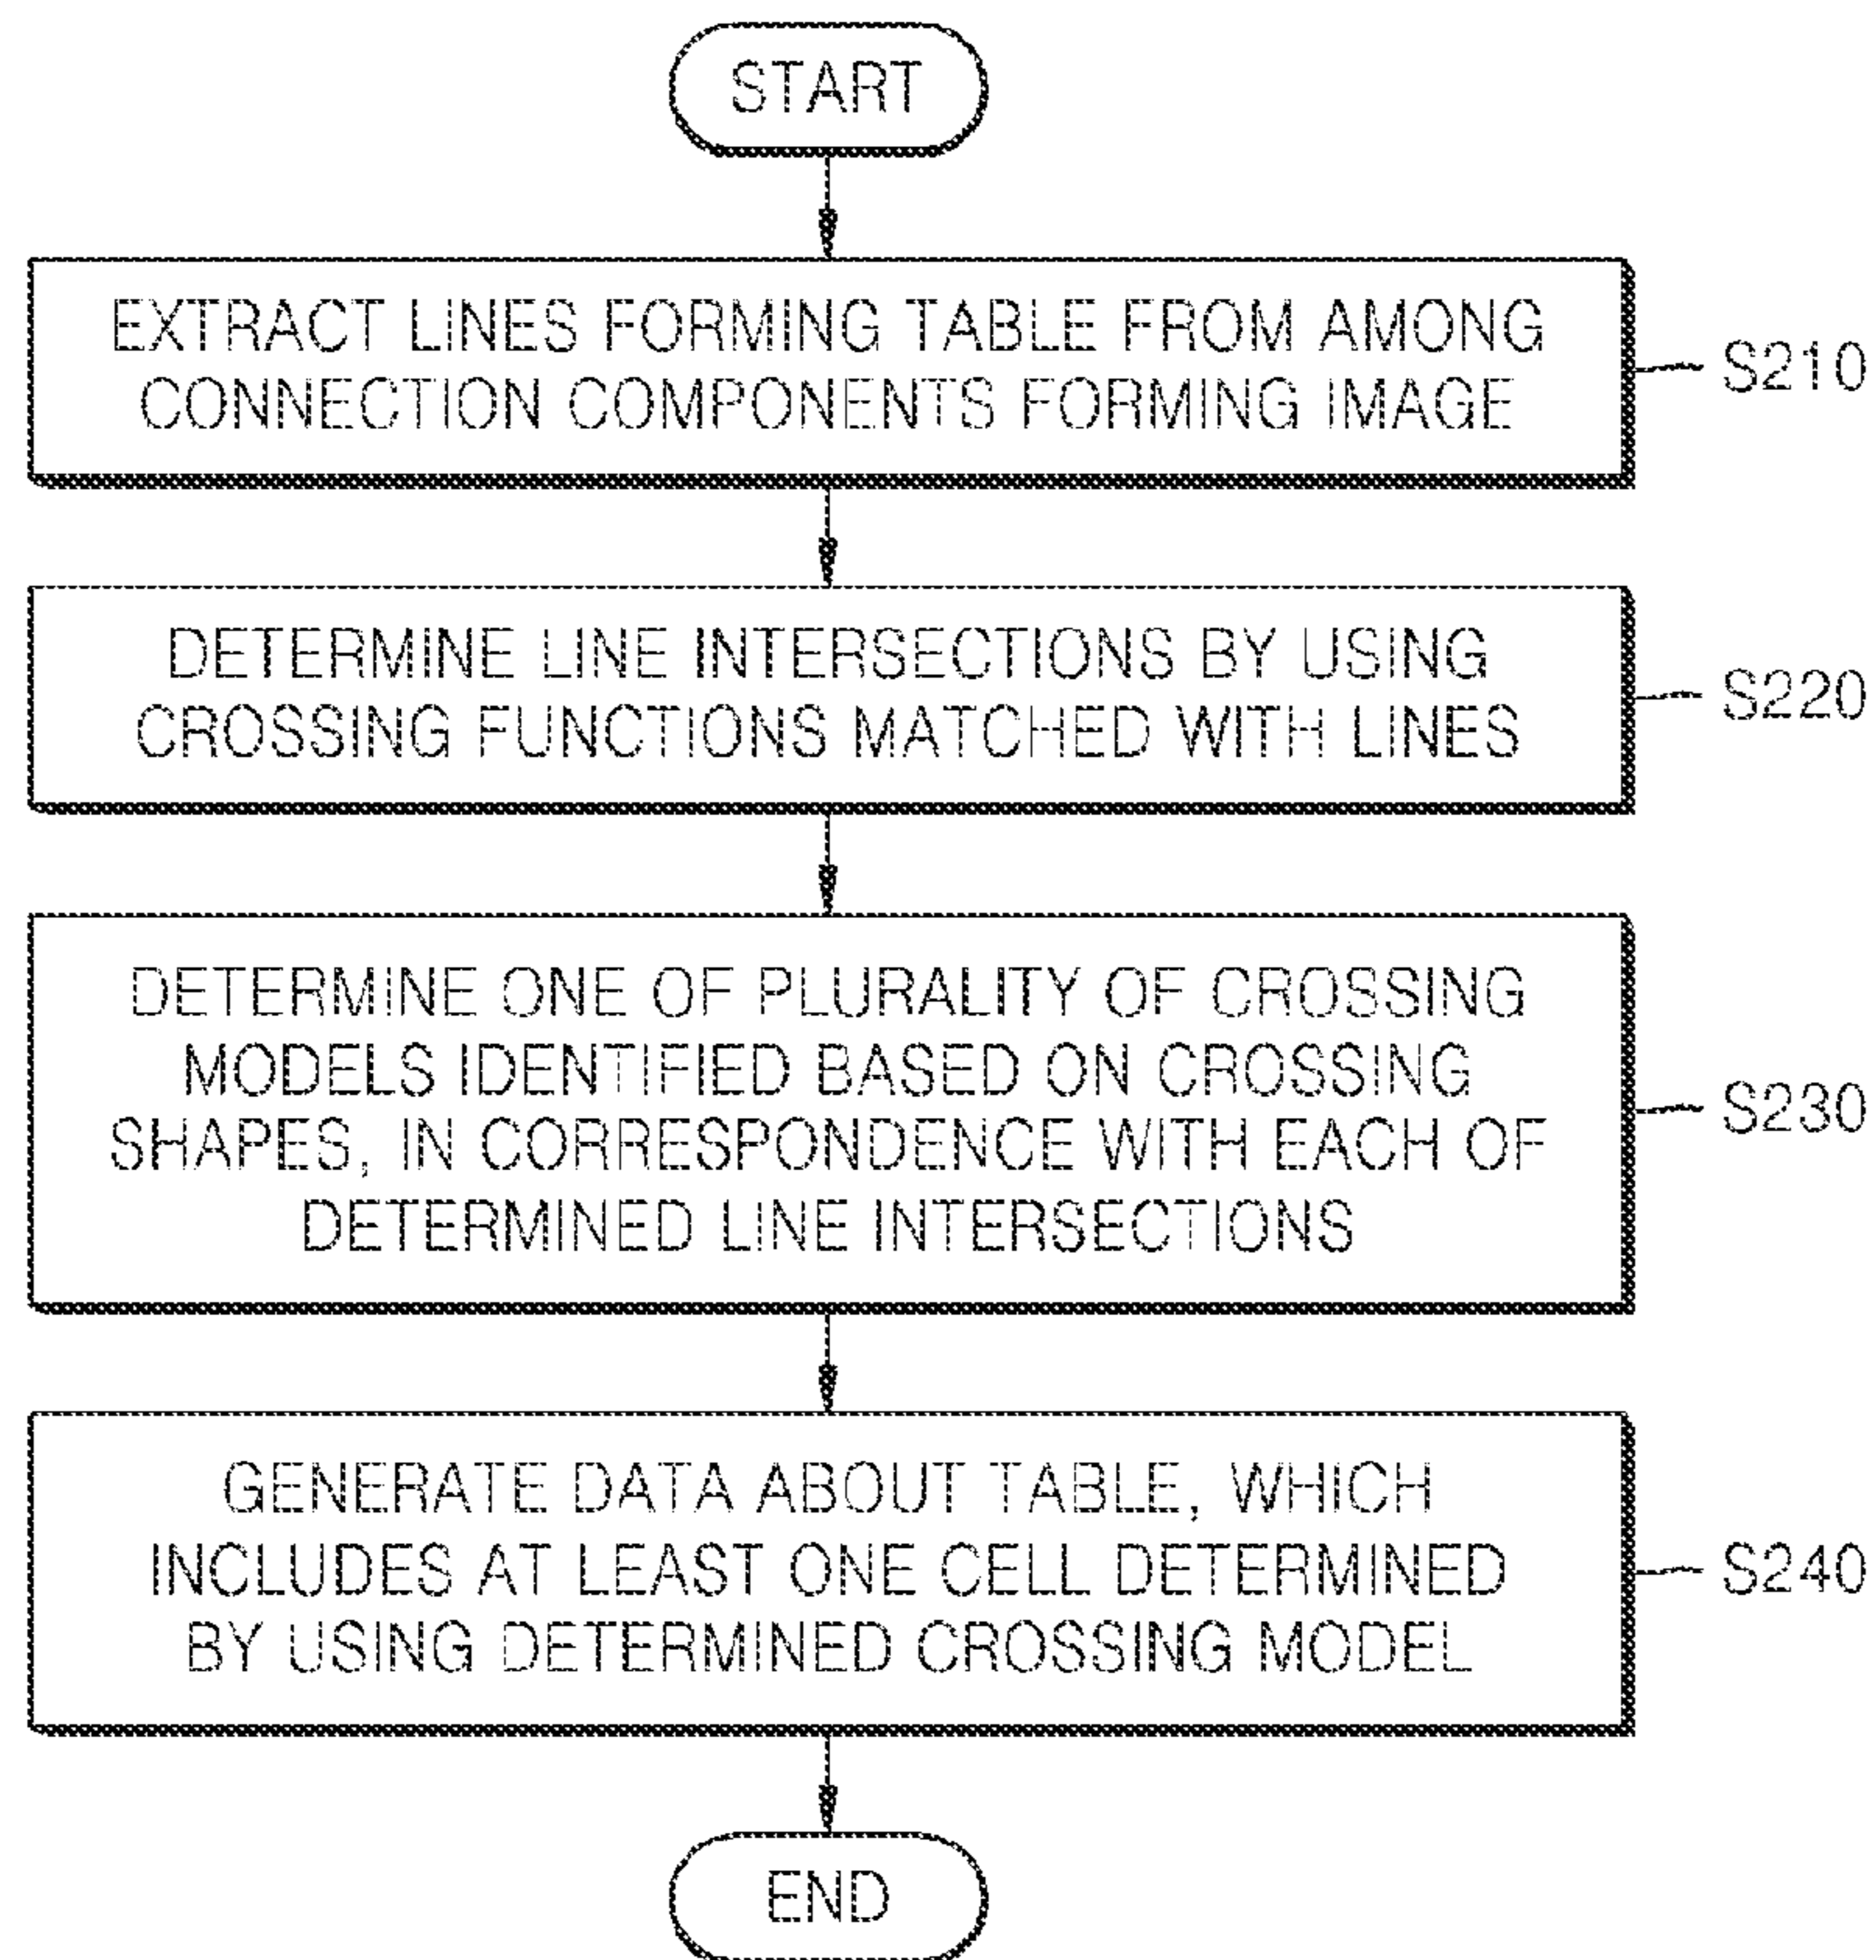 START
EXTRACT LINES FORMING TABLE FROM AMONG
CONNECTION COMPONENTS FORMING IMAGE
S210
DETERMINE LINE INTERSECTIONS BY USING
CROSSING FUNCTIONS MATCHED WITH LINES
S220
DETERMINE ONE OF PLURALITY OF CROSSING
MODELS IDENTIFIED BASED ON CROSSING
SHAPES, IN CORRESPONDENCE WITH EACH OF
DETERMINED LINE INTERSECTIONS
S230
GENERATE DATA ABOUT TABLE, WHICH
INCLUDES AT LEAST ONE CELL DETERMINED
BY USING DETERMINED CROSSING MODEL
S240
END